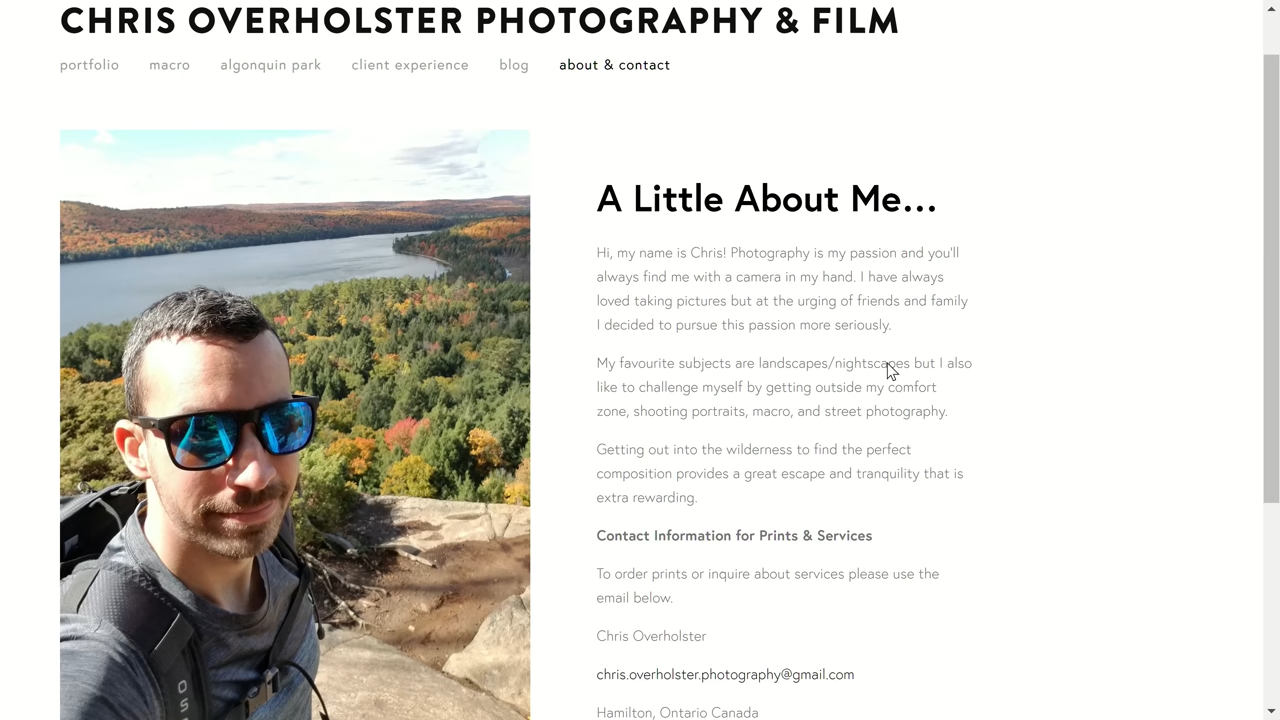 CHRIS OVERHOLSTER PHOTOGRAPHY & FILM
portfolio macro algonquin park client experience blog about & contact
A Little About Me...
Hi, my name is Chris! Photography is my passion and you'll
always find me with a camera in my hand. I have always
loved taking pictures but at the urging of friends and family
I decided to pursue this passion more seriously.
My favourite subjects are landscapes/nightscapes but I also
like to challenge myself by getting outside my comfort
zone, shooting portraits, macro, and street photography.
Getting out into the wilderness to find the perfect
composition provides a great escape and tranquility that is
extra rewarding.
Contact Information for Prints & Services
To order prints or inquire about services please use the
email below.
Chris Overholster
chris.overholster.photography@gmail.com
Hamilton, Ontario Canada